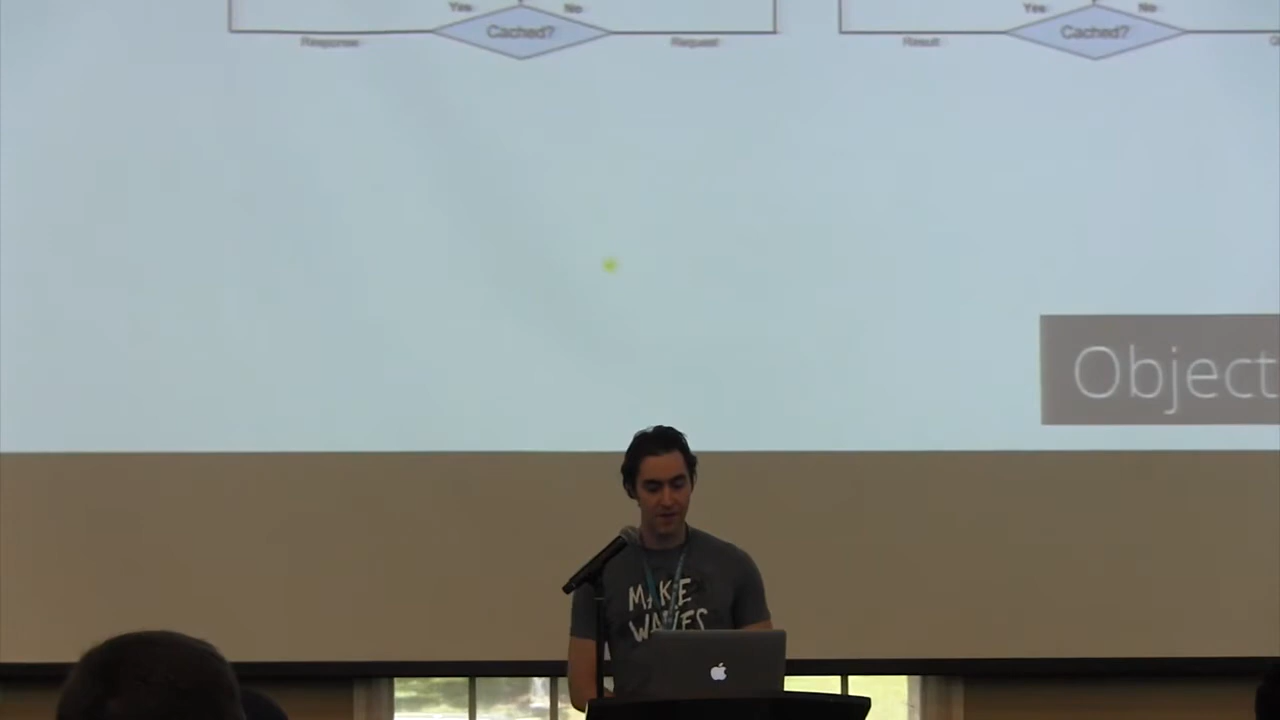 Yes No
Cached?
Response Request
Yes No
Cached?
Result
Object
MAKE
WAVES